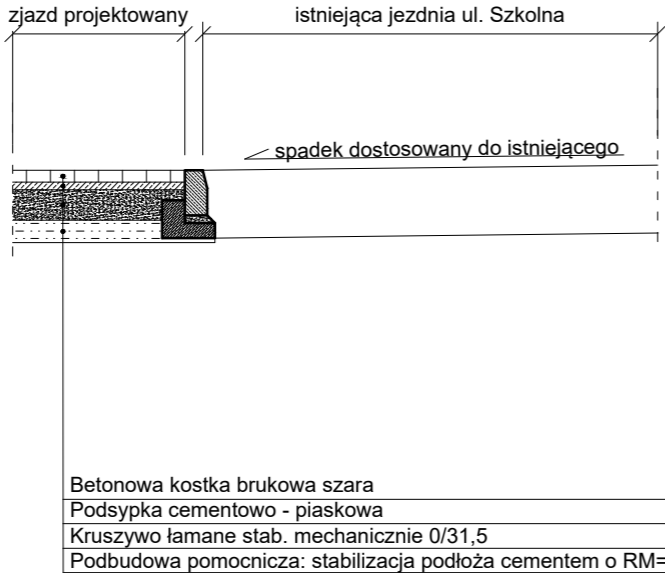 zjazd projektowany
istniejąca jezdnia ul. Szkolna
spadek dostosowany do istniejącego
Betonowa kostka brukowa szara
Podsypka cementowo - piaskowa
Kruszywo łamane stab. mechanicznie 0/31,5
Podbudowa pomocnicza: stabilizacja podłoża cementem o RM=